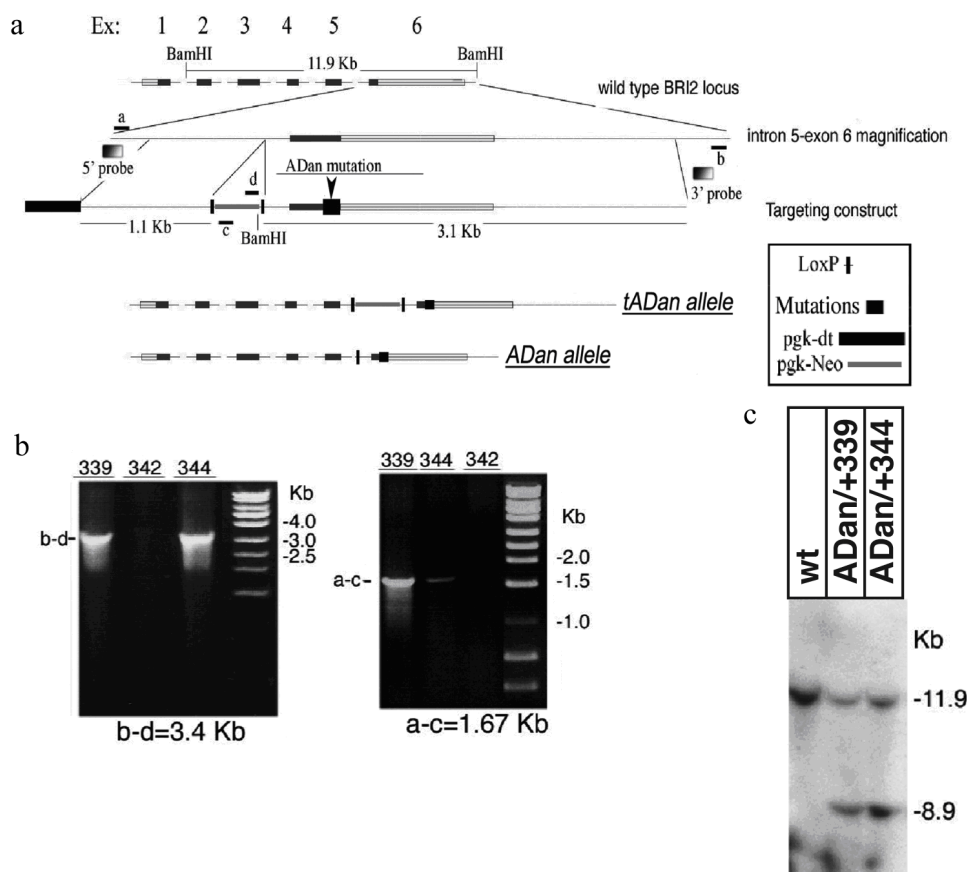 a
Ex: 1 2 3 4 5 6
BamHI
BamHI
11.9 Kb
wild type BRI2 locus
a
intron 5-exon 6 magnification
5' probe
b
3' probe
ADan mutation
d
Targeting construct
1.1 Kb
c
BamHI
3.1 Kb
LoxP
Mutations
pgk-dt
pgk-Neo
tADan allele
ADan allele
b
339 342 344
Kb
-4.0
b-d-
-3.0
-2.5
b-d=3.4 Kb
339 344 342
Kb
-2.0
a-c-
-1.5
-1.0
a-c=1.67 Kb
c
wt
ADan/+339
ADan/+344
Kb
-11.9
-8.9